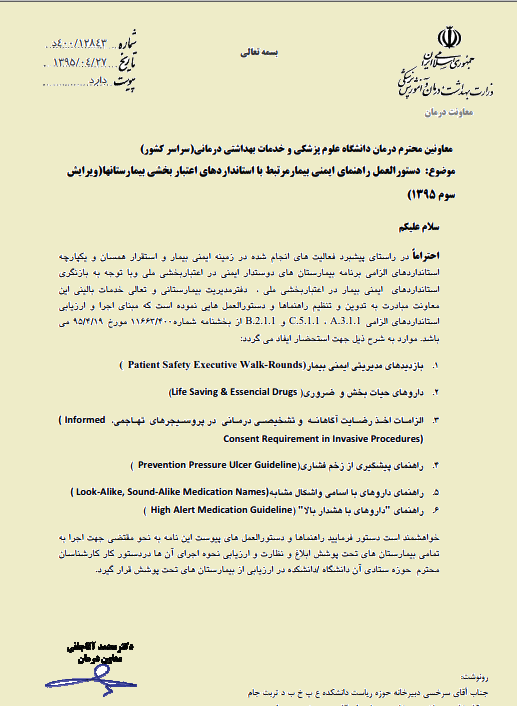 بسمه تعالی
جمهوری اسلامی ایران
وزارت بهداشت، درمان و آموزش پزشکی
معاونت درمان
شماره ۴۰۰/۱۲۸۴۳د
تاریخ ۱۳۹۵/۰۴/۲۷
پیوست دارد
معاونین محترم درمان دانشگاه علوم پزشکی و خدمات بهداشتی درمانی(سراسر کشور)
موضوع: دستورالعمل راهنمای ایمنی بیمارمرتبط با استانداردهای اعتبار بخشی بیمارستانها(ویرایش
سوم ۱۳۹۵)
سلام علیکم
احتراماً در راستای پیشبرد فعالیت های انجام شده در زمینه ایمنی بیمار و استقرار همسان و یکپارچه
استانداردهای الزامی برنامه بیمارستان های دوستدار ایمنی در اعتباربخشی ملی وبا توجه به بازنگری
استانداردهای ایمنی بیمار در اعتباربخشی ملی ، دفترمدیریت بیمارستانی و تعالی خدمات بالینی این
معاونت مبادرت به تدوین و تنظیم راهنماها و دستورالعمل هایی نموده است که مبنای اجرا و ارزیابی
استانداردهای الزامی A.3.1.1 ، C.5.1.1 و B.2.1.1 از بخشنامه شماره۱۱۶۶۳/۴۰۰ مورخ ۹۵/۴/۱۹ می
باشد. موارد به شرح ذیل جهت استحضار ایفاد می گردد:
۱. بازدیدهای مدیریتی ایمنی بیمار(Patient Safety Executive Walk-Rounds )
۲. داروهای حیات بخش و ضروری( Life Saving & Essencial Drugs)
۳. الزامات اخذ رضایت آگاهانه و تشخیصی درمانی در پروسیجرهای تهاجمی. ( Informed
Consent Requirement in Invasive Procedures)
۴. راهنمای پیشگیری از زخم فشاری(Prevention Pressure Ulcer Guideline )
۵. راهنمای داروهای با اسامی واشکال مشابه(Look-Alike, Sound-Alike Medication Names )
۶. راهنمای "داروهای با هشدار بالا" (High Alert Medication Guideline )
خواهشمند است دستور فرمایید راهنماها و دستورالعمل های پیوست این نامه به نحو مقتضی جهت اجرا به
تمامی بیمارستان های تحت پوشش ابلاغ و نظارت و ارزیابی نحوه اجرای آن ها دردستور کار کارشناسان
محترم حوزه ستادی آن دانشگاه /دانشکده در ارزیابی از بیمارستان های تحت پوشش قرار گیرد.
دکتر محمد آقاجانی
معاون درمان
رونوشت:
جناب آقای سرخسی دبیرخانه حوزه ریاست دانشکده ع پ خ ب د تربت جام